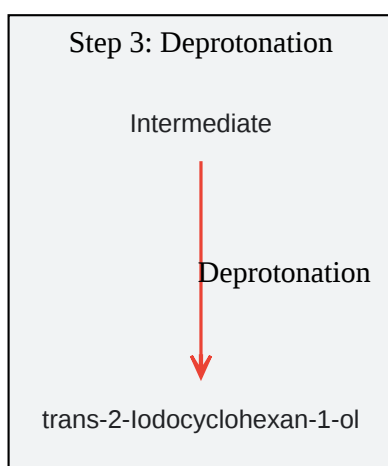 Step 3: Deprotonation
Intermediate
Deprotonation
trans-2-Iodocyclohexan-1-ol